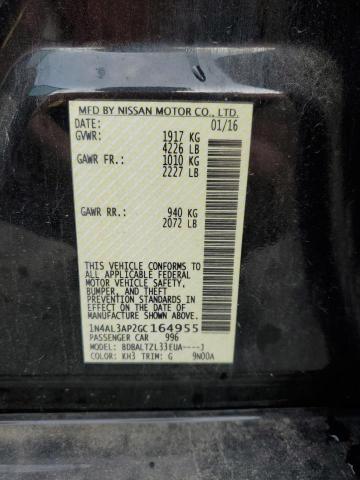 MFD BY NISSAN MOTOR CO., LTD.
DATE: 01/16
GVWR: 1917 KG
4226 LB
GAWR FR.: 1010 KG
2227 LB
GAWR RR.: 940 KG
2072 LB
THIS VEHICLE CONFORMS TO ALL
APPLICABLE FEDERAL
MOTOR VEHICLE SAFETY,
BUMPER, AND THEFT
PREVENTION STANDARDS IN
EFFECT ON THE DATE OF
MANUFACTURE SHOWN ABOVE.
1N4AL3AP2GC164955
PASSENGER CAR 996
MODEL: BDBALTZL33EUA----J
COLOR: KH3 TRIM: G 9N00A